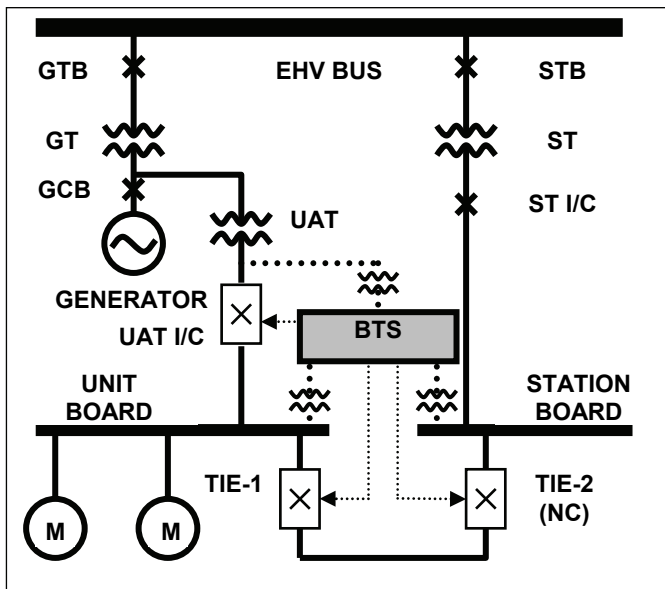 GTB
EHV BUS
STB
GT
ST
GCB
ST I/C
UAT
GENERATOR
UAT I/C
BTS
UNIT
BOARD
STATION
BOARD
TIE-1
TIE-2
(NC)
M
M